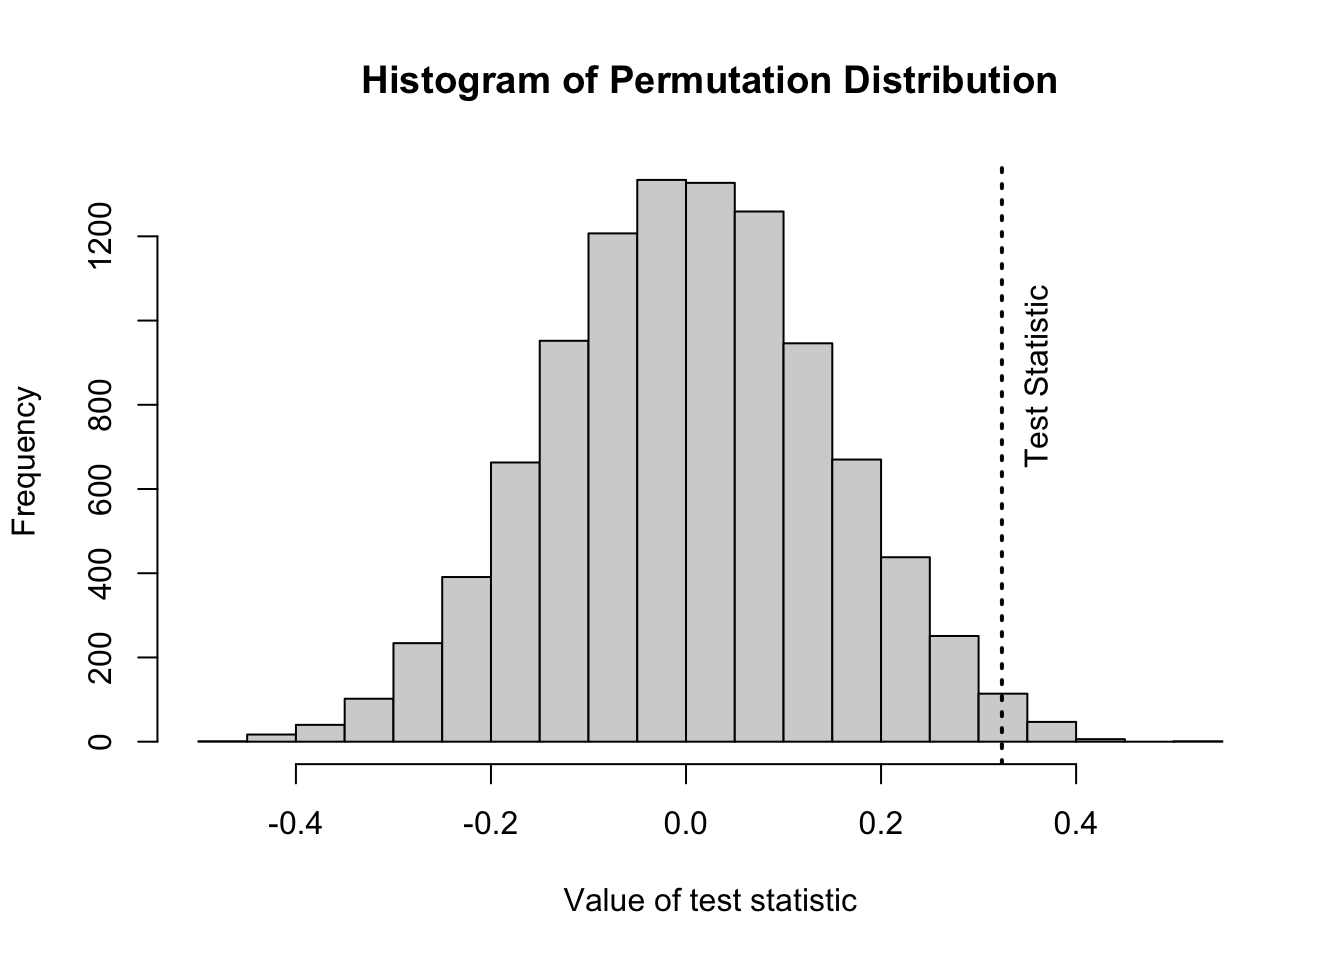 Histogram of Permutation Distribution
Frequency
1200
800
600
400
200
0
Test Statistic
-0.4
-0.2
0.0
0.2
0.4
Value of test statistic